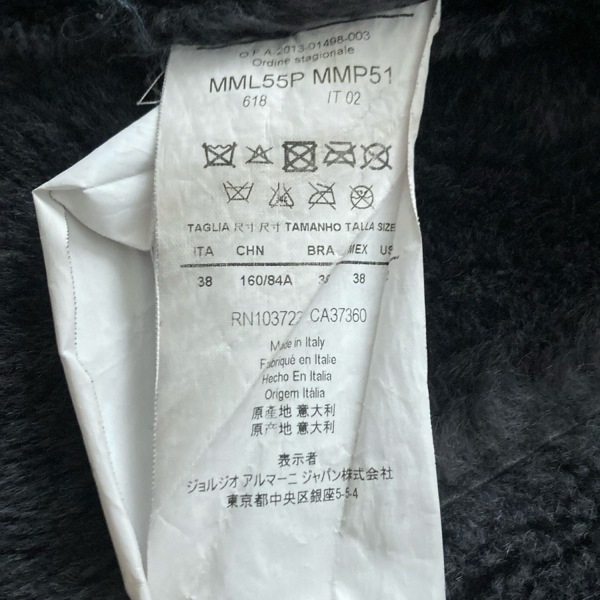 O.F.A.2013-01498-003
Ordine stagionale
MML55P MMP51
618 IT 02
TAGLIA 尺寸 尺寸 TAMANHO TALLA SIZE
ITA CHN BRA MEX US
38 160/84A 38
RN103722 CA37360
Made in Italy
Fabriqué en Italie
Hecho En Italia
Origem Itália
原産地 意大利
原产地 意大利
表示者
ジョルジオ アルマーニ ジャパン株式会社
東京都中央区銀座5-5-4